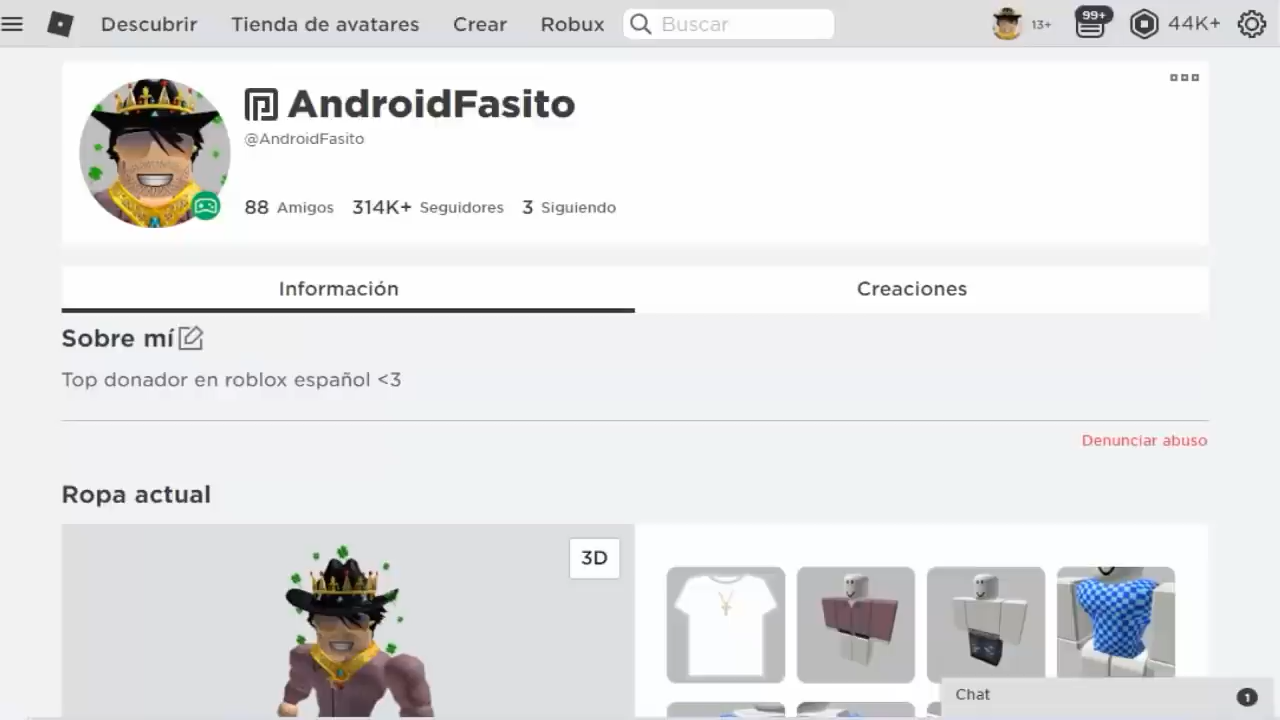 Descubrir Tienda de avatares Crear Robux Buscar 13+ 99+ 44K+
AndroidFasito
@AndroidFasito
88 Amigos 314K+ Seguidores 3 Siguiendo
Información Creaciones
Sobre mí
Top donador en roblox español <3
Denunciar abuso
Ropa actual
3D
Chat 1